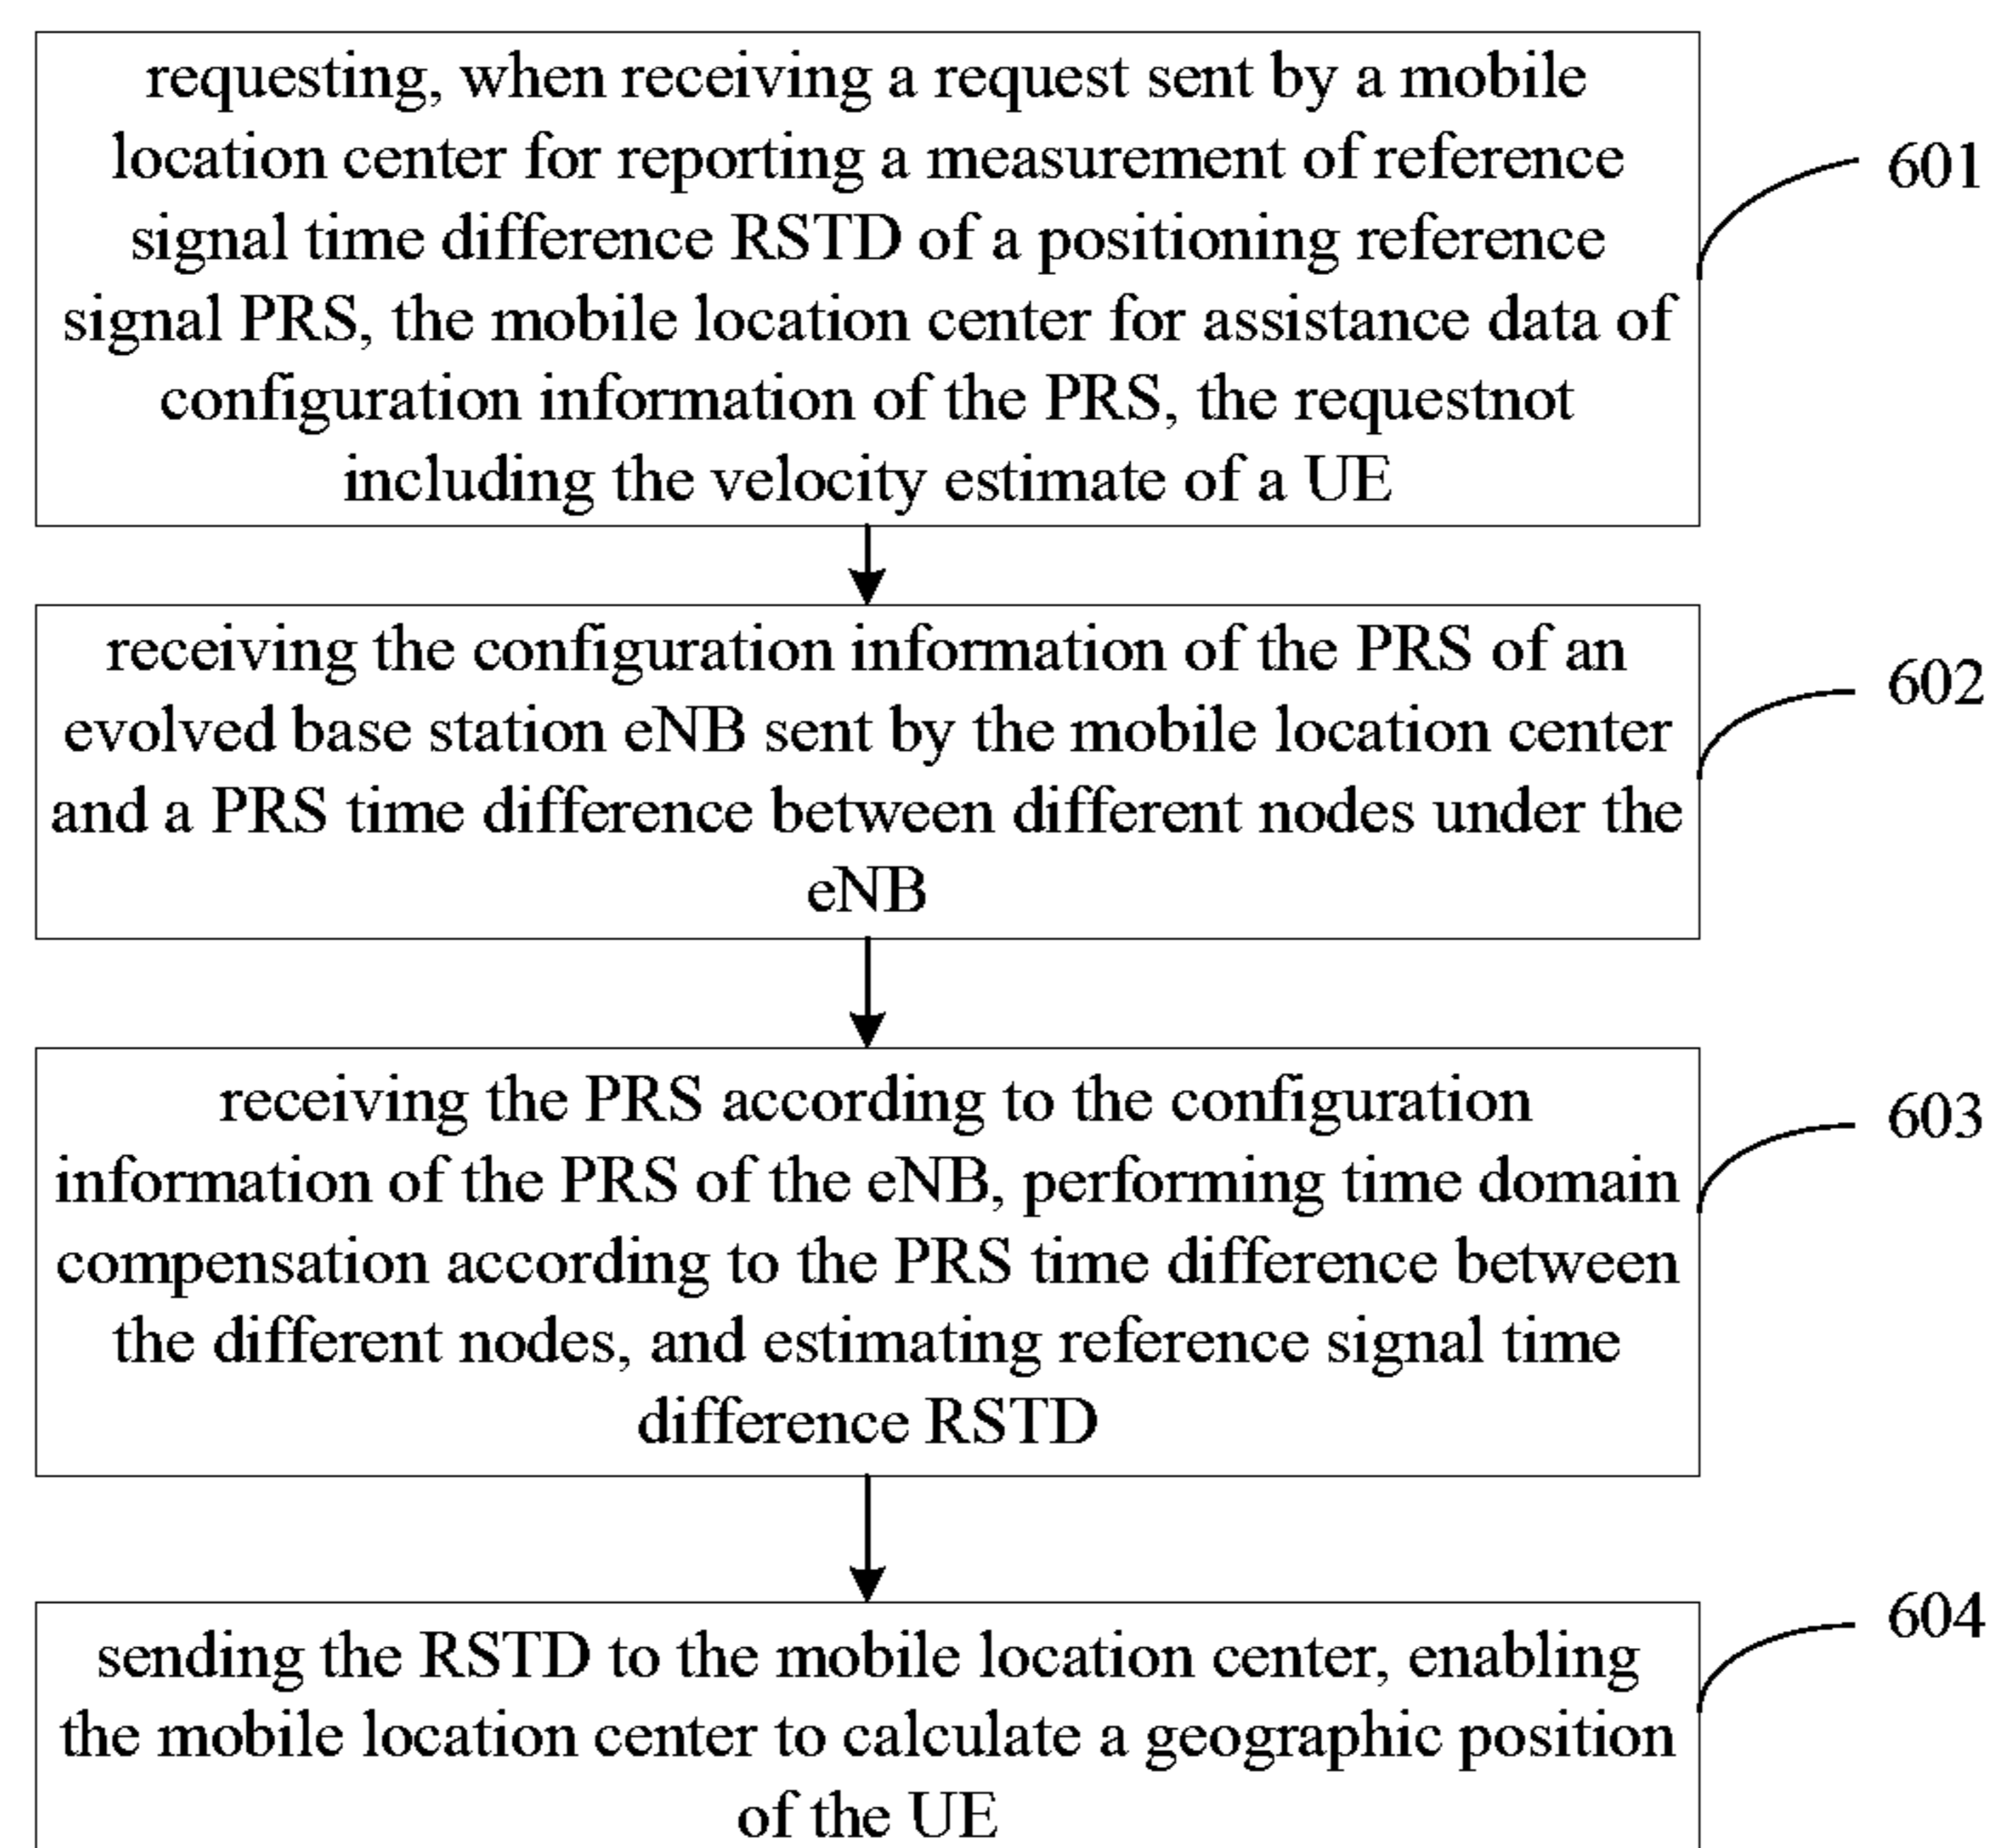 requesting, when receiving a request sent by a mobile
location center for reporting a measurement of reference
signal time difference RSTD of a positioning reference
signal PRS, the mobile location center for assistance data of
configuration information of the PRS, the requestnot
including the velocity estimate of a UE
601
receiving the configuration information of the PRS of an
evolved base station eNB sent by the mobile location center
and a PRS time difference between different nodes under the
eNB
602
receiving the PRS according to the configuration
information of the PRS of the eNB, performing time domain
compensation according to the PRS time difference between
the different nodes, and estimating reference signal time
difference RSTD
603
sending the RSTD to the mobile location center, enabling
the mobile location center to calculate a geographic position
of the UE
604